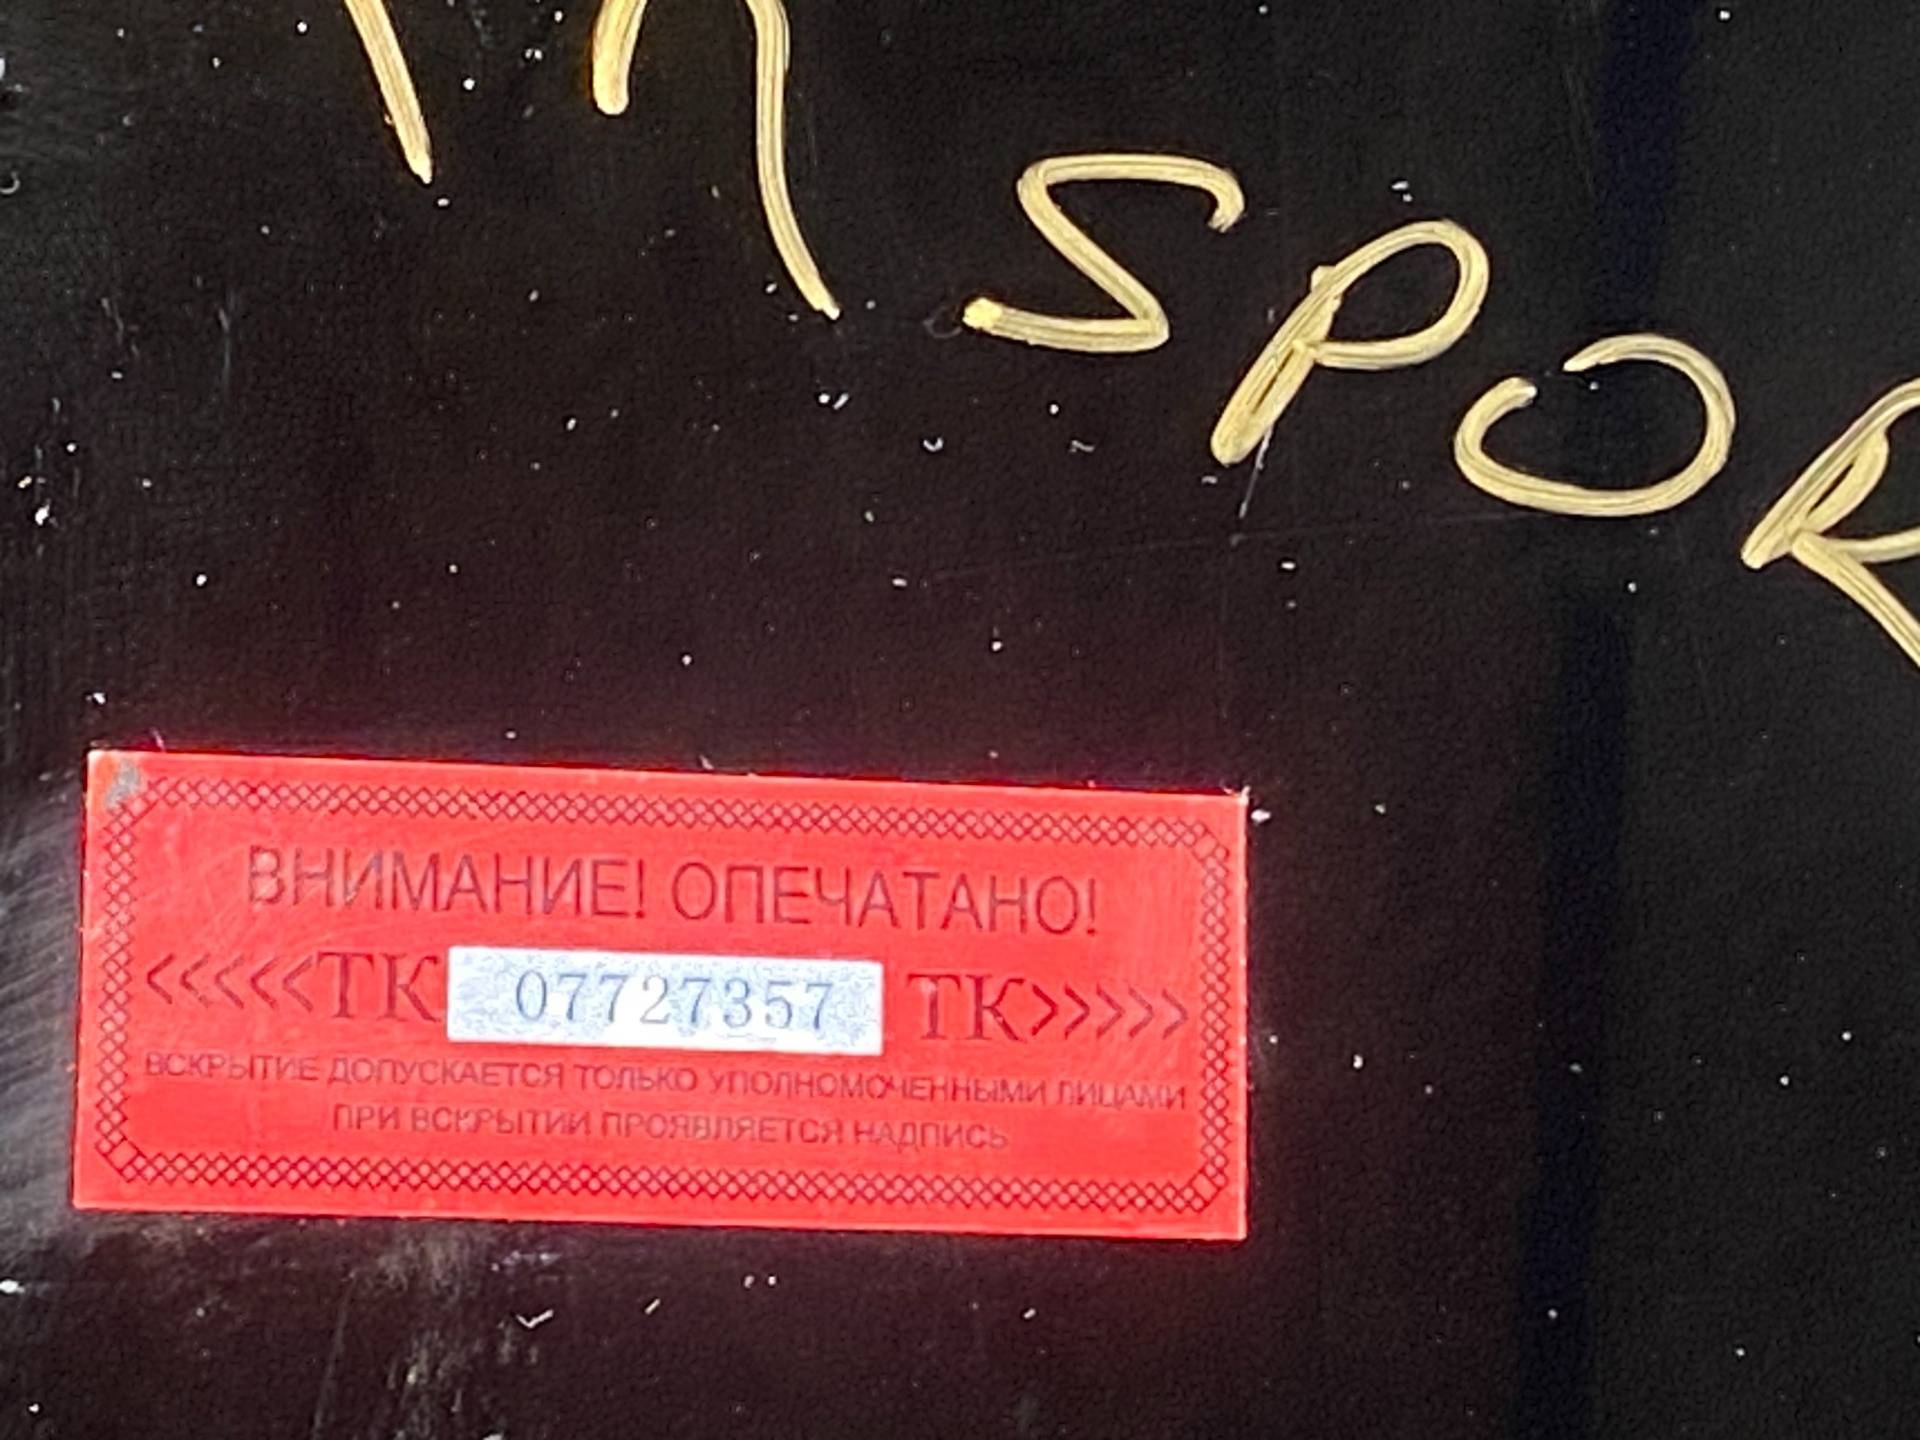 SPOR
ВНИМАНИЕ! ОПЕЧАТАНО!
<<<<<ТК 07727357 ТК>>>>>
ВСКРЫТИЕ ДОПУСКАЕТСЯ ТОЛЬКО УПОЛНОМОЧЕННЫМИ ЛИЦАМИ
ПРИ ВСКРЫТИИ ПРОЯВЛЯЕТСЯ НАДПИСЬ